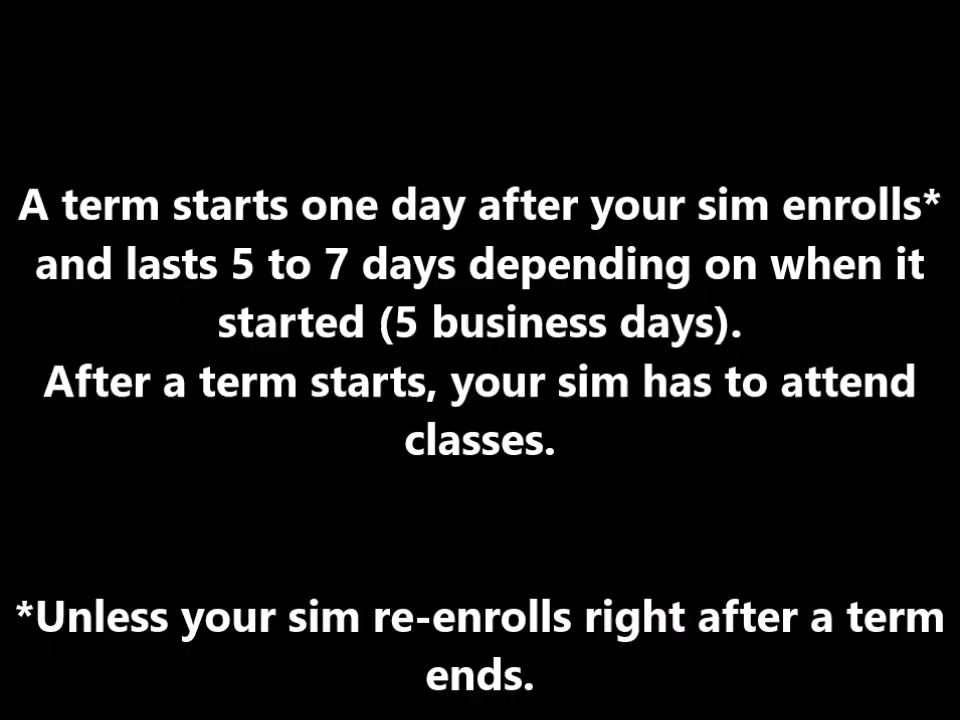 A term starts one day after your sim enrolls*
and lasts 5 to 7 days depending on when it
started (5 business days).
After a term starts, your sim has to attend
classes.
*Unless your sim re-enrolls right after a term
ends.